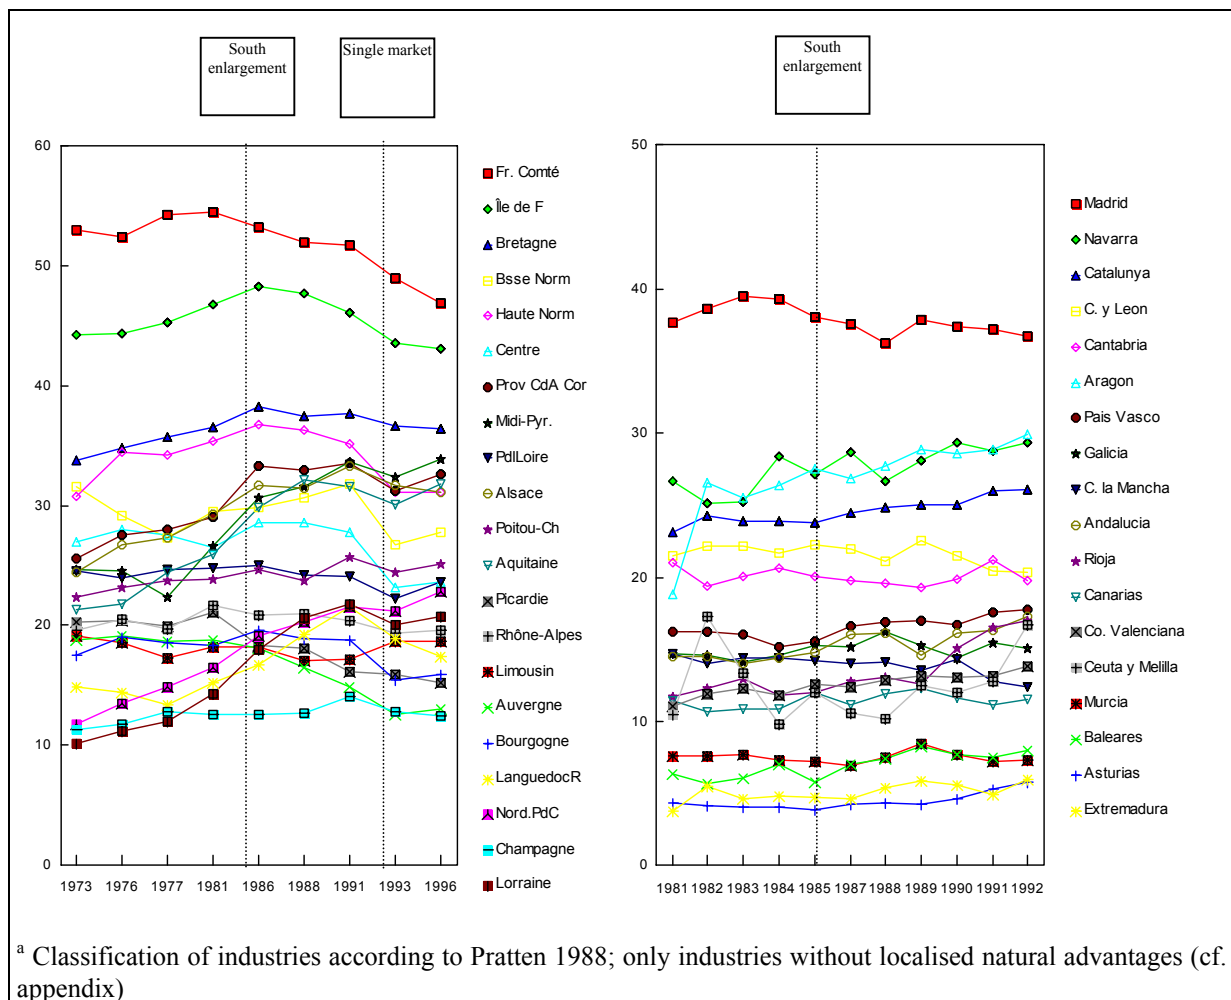 South
enlargement
Single market
South
enlargement
60
50
40
30
20
10
0
1973 1976 1977 1981 1986 1988 1991 1993 1996
Fr. Comté
Île de F
Bretagne
Bsse Norm
Haute Norm
Centre
Prov CdA Cor
Midi-Pyr.
PdlLoire
Alsace
Poitou-Ch
Aquitaine
Picardie
Rhône-Alpes
Limousin
Auvergne
Bourgogne
LanguedocR
Nord.PdC
Champagne
Lorraine
50
40
30
20
10
0
1981 1982 1983 1984 1985 1987 1988 1989 1990 1991 1992
Madrid
Navarra
Catalunya
C. y Leon
Cantabria
Aragon
Pais Vasco
Galicia
C. la Mancha
Andalucia
Rioja
Canarias
Co. Valenciana
Ceuta y Melilla
Murcia
Baleares
Asturias
Extremadura
a Classification of industries according to Pratten 1988; only industries without localised natural advantages (cf.
appendix)